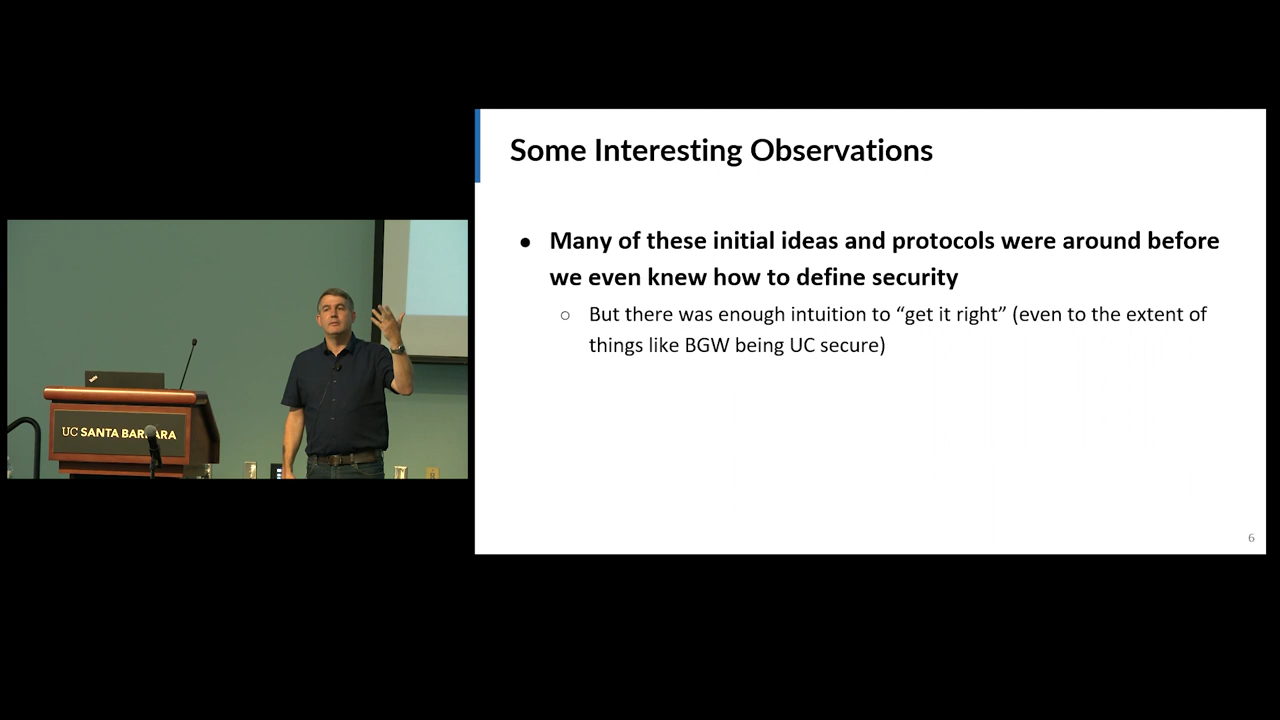 Some Interesting Observations
● Many of these initial ideas and protocols were around before
we even knew how to define security
○ But there was enough intuition to “get it right” (even to the extent of
things like BGW being UC secure)
6
UC SANTA BARBARA